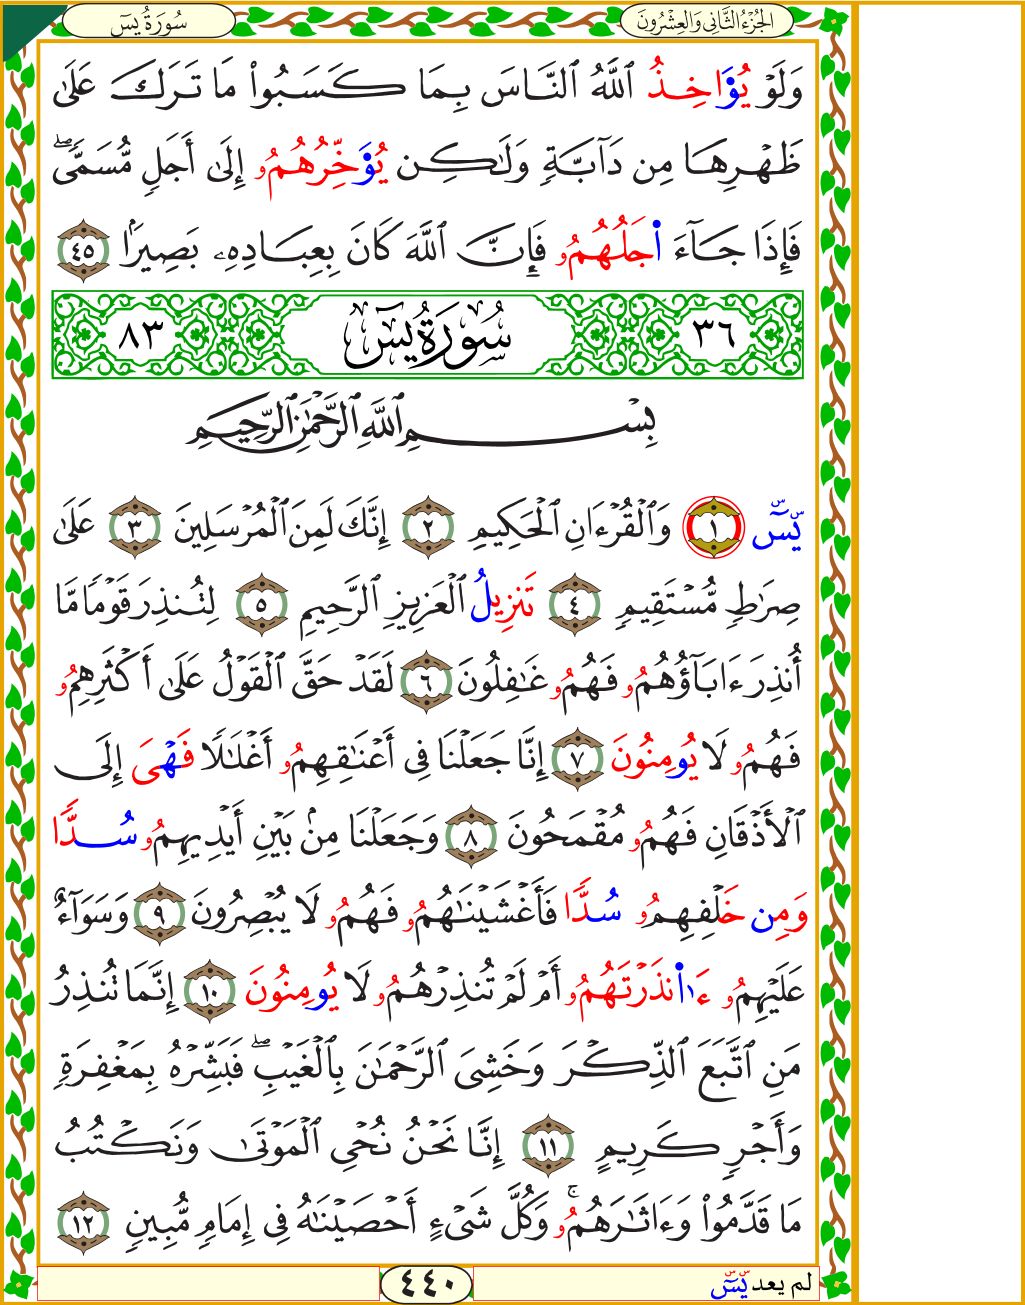 الجُزْءُ الثَّانِي وَالعِشْرُونَ
سُورَةُ يسٓ
وَلَوْ يُؤَاخِذُ ٱللَّهُ ٱلنَّاسَ بِمَا كَسَبُوا۟ مَا تَرَكَ عَلَىٰ
ظَهْرِهَا مِن دَآبَّةٍ وَلَٰكِن يُؤَخِّرُهُمُۥ إِلَىٰ أَجَلٍ مُّسَمًّىۖ
فَإِذَا جَآءَ ا۬جَلُهُمُۥ فَإِنَّ ٱللَّهَ كَانَ بِعِبَادِهِۦ بَصِيرًۢا ٤٥
٣٦ سُورَةُ يسٓ ٨٣
بِسْمِ ٱللَّهِ ٱلرَّحْمَٰنِ ٱلرَّحِيمِ
يسٓ ١ وَٱلْقُرْءَانِ ٱلْحَكِيمِ ٢ إِنَّكَ لَمِنَ ٱلْمُرْسَلِينَ ٣ عَلَىٰ
صِرَٰطٍ مُّسْتَقِيمٍ ٤ تَنزِيلُ ٱلْعَزِيزِ ٱلرَّحِيمِ ٥ لِتُنذِرَ قَوْمًا مَّا
أُنذِرَ ءَابَآؤُهُمُۥ فَهُمُۥ غَٰفِلُونَ ٦ لَقَدْ حَقَّ ٱلْقَوْلُ عَلَىٰ أَكْثَرِهِمُۥ
فَهُمُۥ لَا يُومِنُونَ ٧ إِنَّا جَعَلْنَا فِىٓ أَعْنَٰقِهِمُۥ أَغْلَٰلًا فَهْىَ إِلَى
ٱلْأَذْقَانِ فَهُمُۥ مُقْمَحُونَ ٨ وَجَعَلْنَا مِنۢ بَيْنِ أَيْدِيهِمُۥ سُدًّا
وَمِن خَلْفِهِمُۥ سُدًّا فَأَغْشَيْنَٰهُمُۥ فَهُمُۥ لَا يُبْصِرُونَ ٩ وَسَوَآءٌ
عَلَيْهِمُۥ ءَا۬نذَرْتَهُمُۥ أَمْ لَمْ تُنذِرْهُمُۥ لَا يُومِنُونَ ١٠ إِنَّمَا تُنذِرُ
مَنِ ٱتَّبَعَ ٱلذِّكْرَ وَخَشِىَ ٱلرَّحْمَٰنَ بِٱلْغَيْبِۖ فَبَشِّرْهُ بِمَغْفِرَةٍ
وَأَجْرٍ كَرِيمٍ ١١ إِنَّا نَحْنُ نُحْىِ ٱلْمَوْتَىٰ وَنَكْتُبُ
مَا قَدَّمُوا۟ وَءَاثَٰرَهُمُۥۚ وَكُلَّ شَىْءٍ أَحْصَيْنَٰهُ فِىٓ إِمَامٍ مُّبِينٍ ١٢
لم يعد يسٓ
٤٤٠